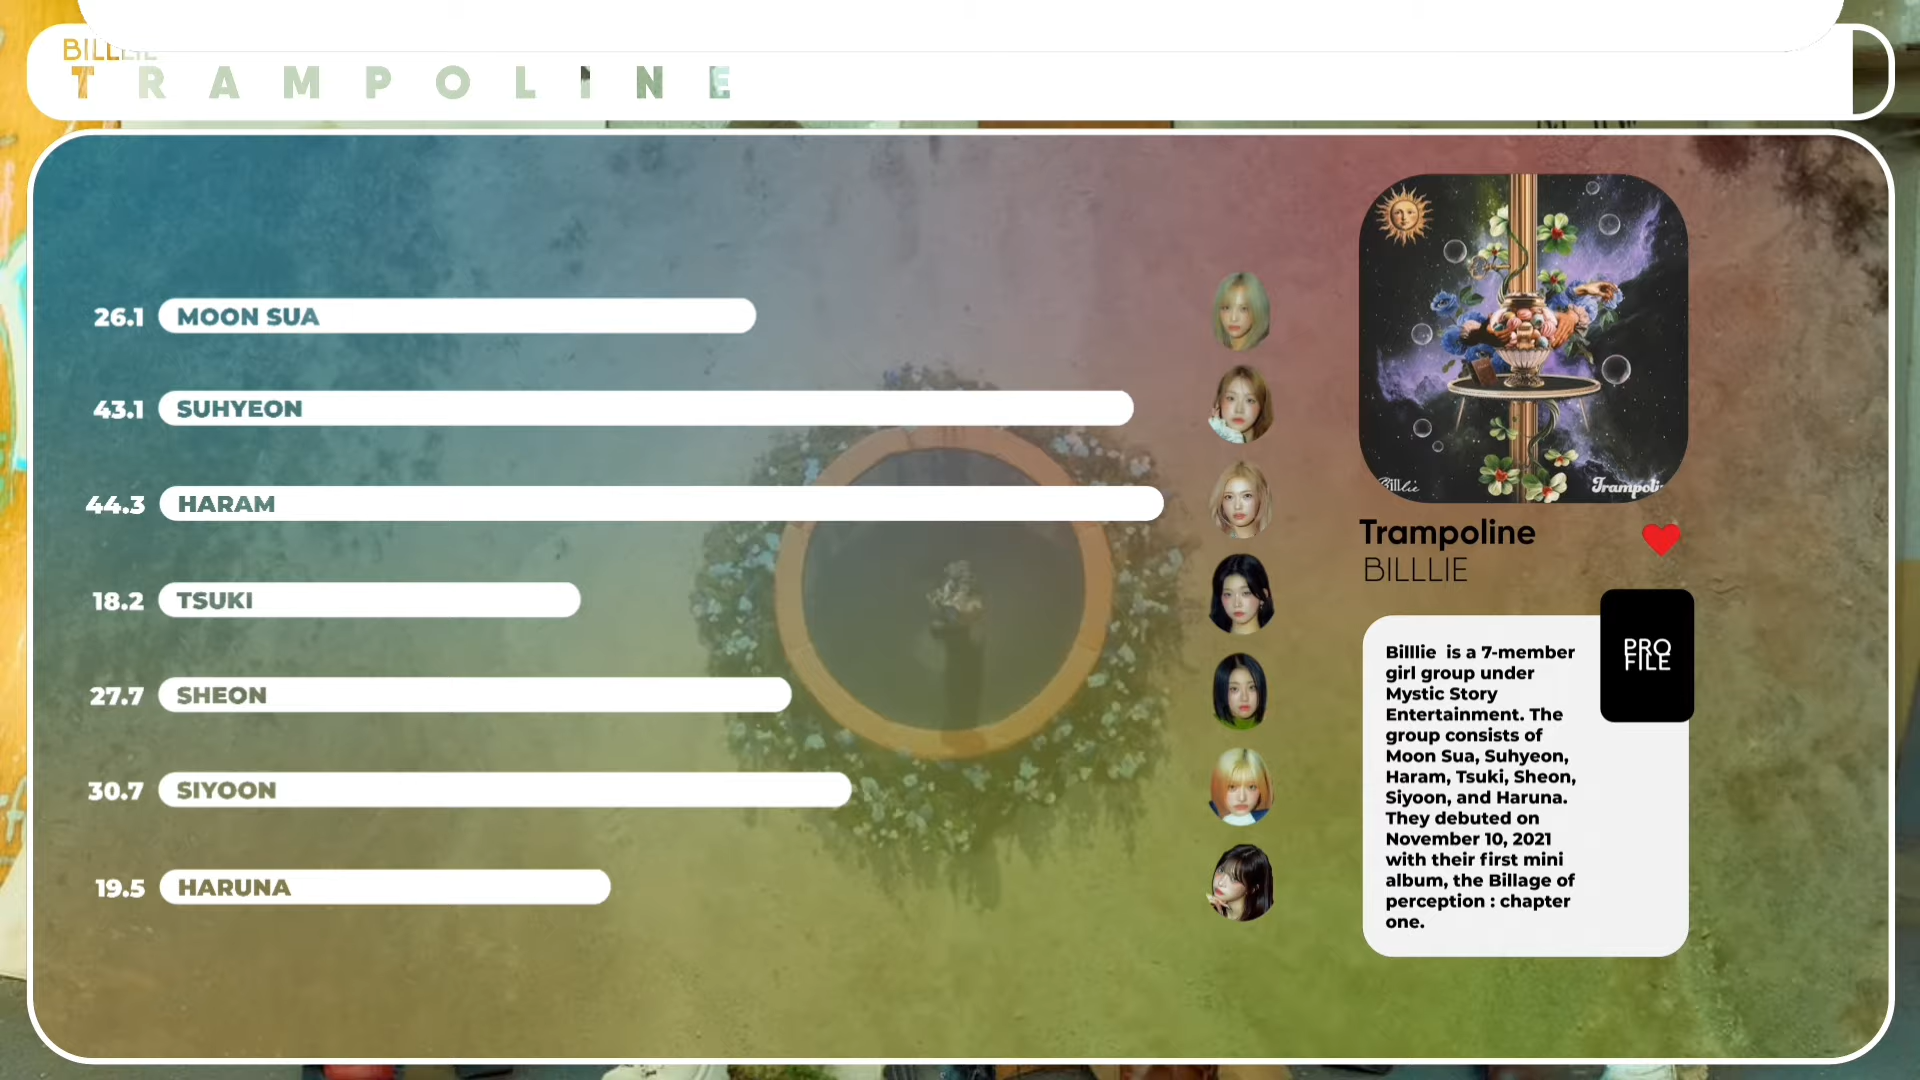 BILLLIE
TRAMPOLINE
26.1 MOON SUA
43.1 SUHYEON
44.3 HARAM
18.2 TSUKI
27.7 SHEON
30.7 SIYOON
19.5 HARUNA
Billlie
Trampoli
Trampoline
BILLLIE
PRO
FILE
Billlie is a 7-member
girl group under
Mystic Story
Entertainment. The
group consists of
Moon Sua, Suhyeon,
Haram, Tsuki, Sheon,
Siyoon, and Haruna.
They debuted on
November 10, 2021
with their first mini
album, the Billage of
perception : chapter
one.